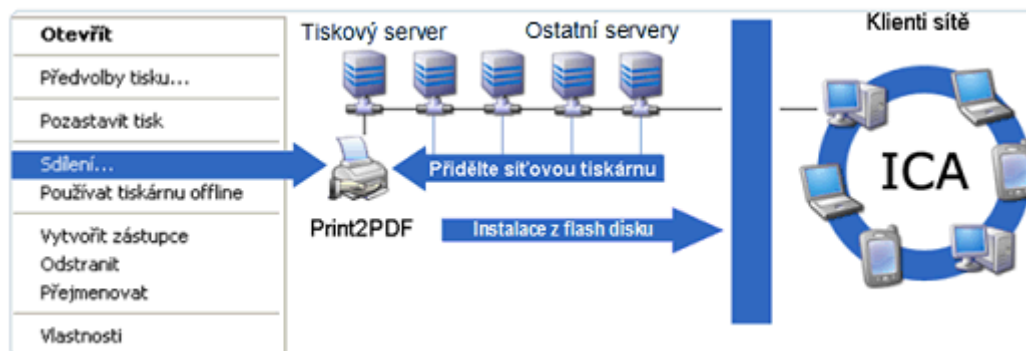 Otevřít
Předvolby tisku...
Pozastavit tisk
Sdílení...
Používat tiskárnu offline
Vytvořit zástupce
Odstranit
Přejmenovat
Vlastnosti
Tiskový server
Ostatní servery
Přidělte síťovou tiskárnu
Print2PDF
Instalace z flash disku
Klienti sítě
ICA